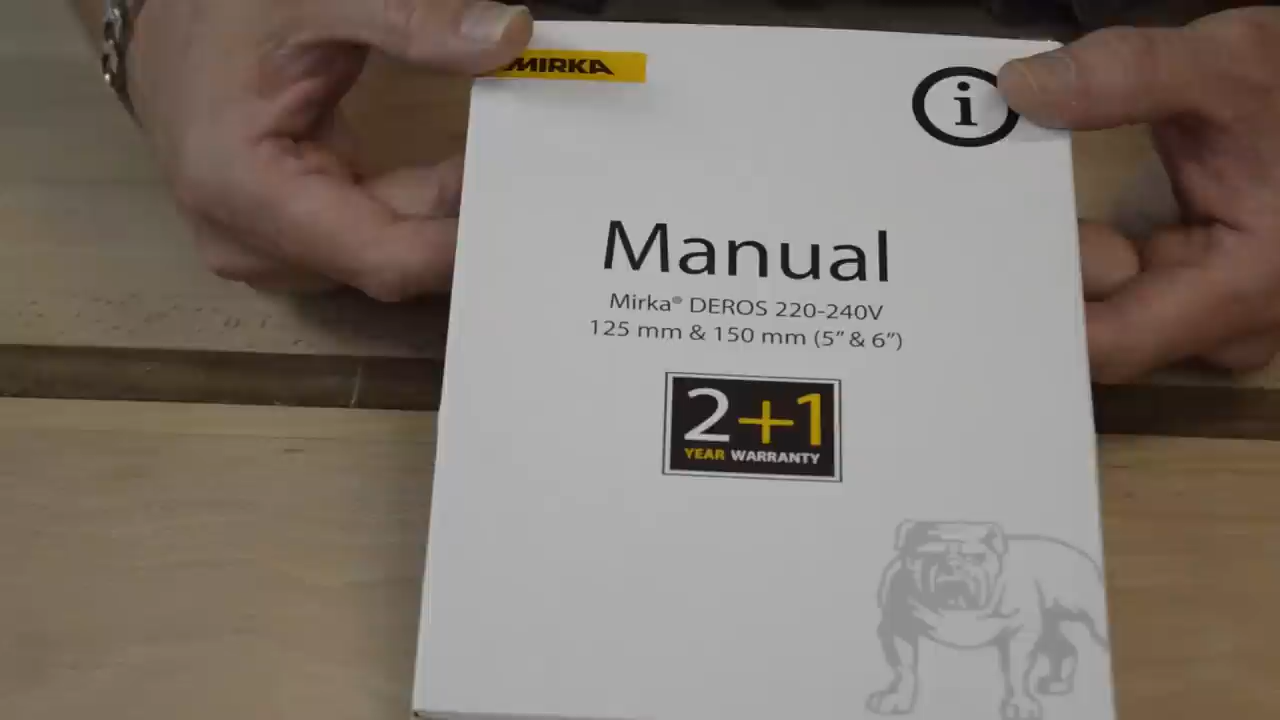 MIRKA
i
Manual
Mirka® DEROS 220-240V
125 mm & 150 mm (5” & 6”)
2+1
YEAR WARRANTY